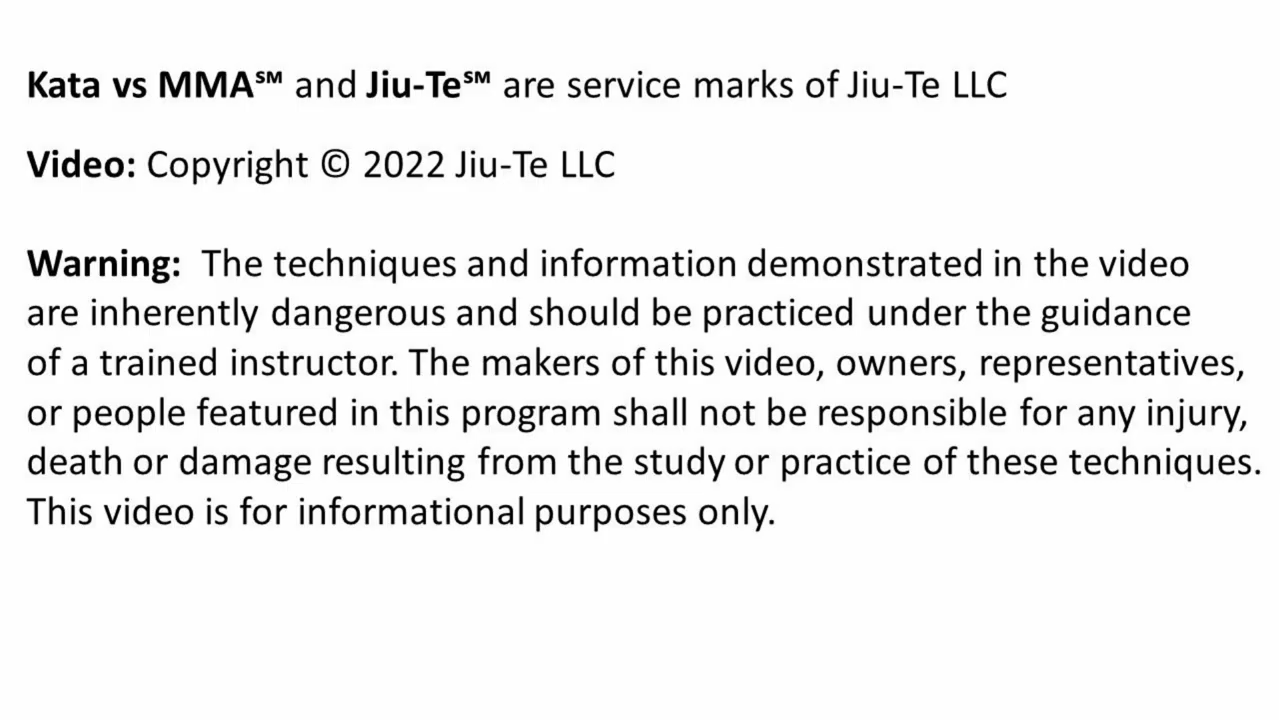 Kata vs MMA℠ and Jiu-Te℠ are service marks of Jiu-Te LLC
Video: Copyright © 2022 Jiu-Te LLC
Warning: The techniques and information demonstrated in the video
are inherently dangerous and should be practiced under the guidance
of a trained instructor. The makers of this video, owners, representatives,
or people featured in this program shall not be responsible for any injury,
death or damage resulting from the study or practice of these techniques.
This video is for informational purposes only.